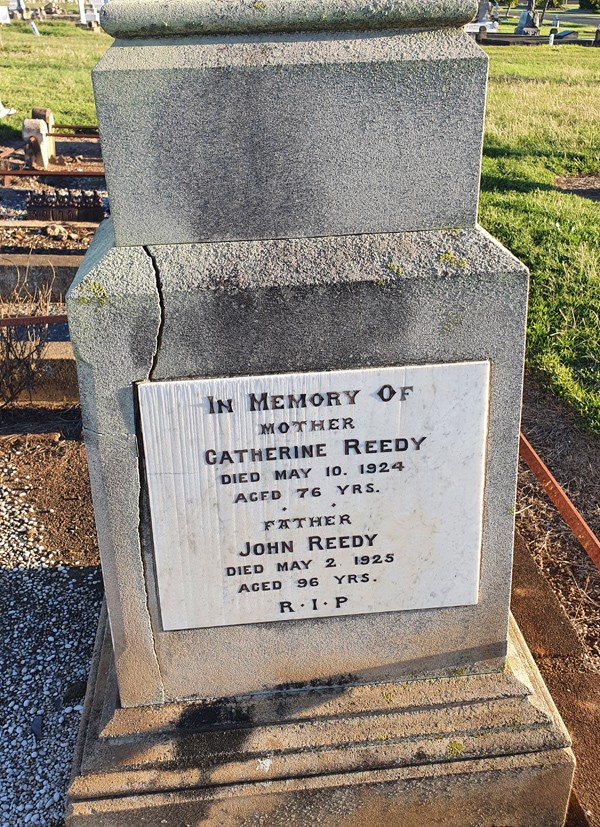 In Memory Of
MOTHER
CATHERINE REEDY
DIED MAY 10. 1924
AGED 76 YRS.
FATHER
JOHN REEDY
DIED MAY 2 1925
AGED 96 YRS.
R·I·P